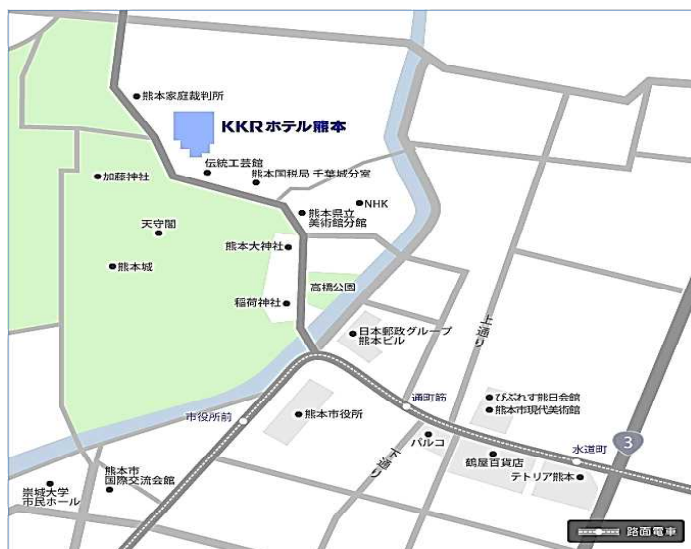 熊本家庭裁判所
KKRホテル熊本
伝統工芸館
熊本国税局 千葉城分室
加藤神社
NHK
熊本県立
美術館分館
天守閣
熊本大神社
熊本城
高橋公園
稲荷神社
上通り
日本郵政グループ
熊本ビル
びぷれす熊日会館
通町筋
熊本市現代美術館
市役所前
熊本市役所
パルコ
水道町
3
下通り
鶴屋百貨店
テトリア熊本
熊本市
国際交流会館
崇城大学
市民ホール
路面電車